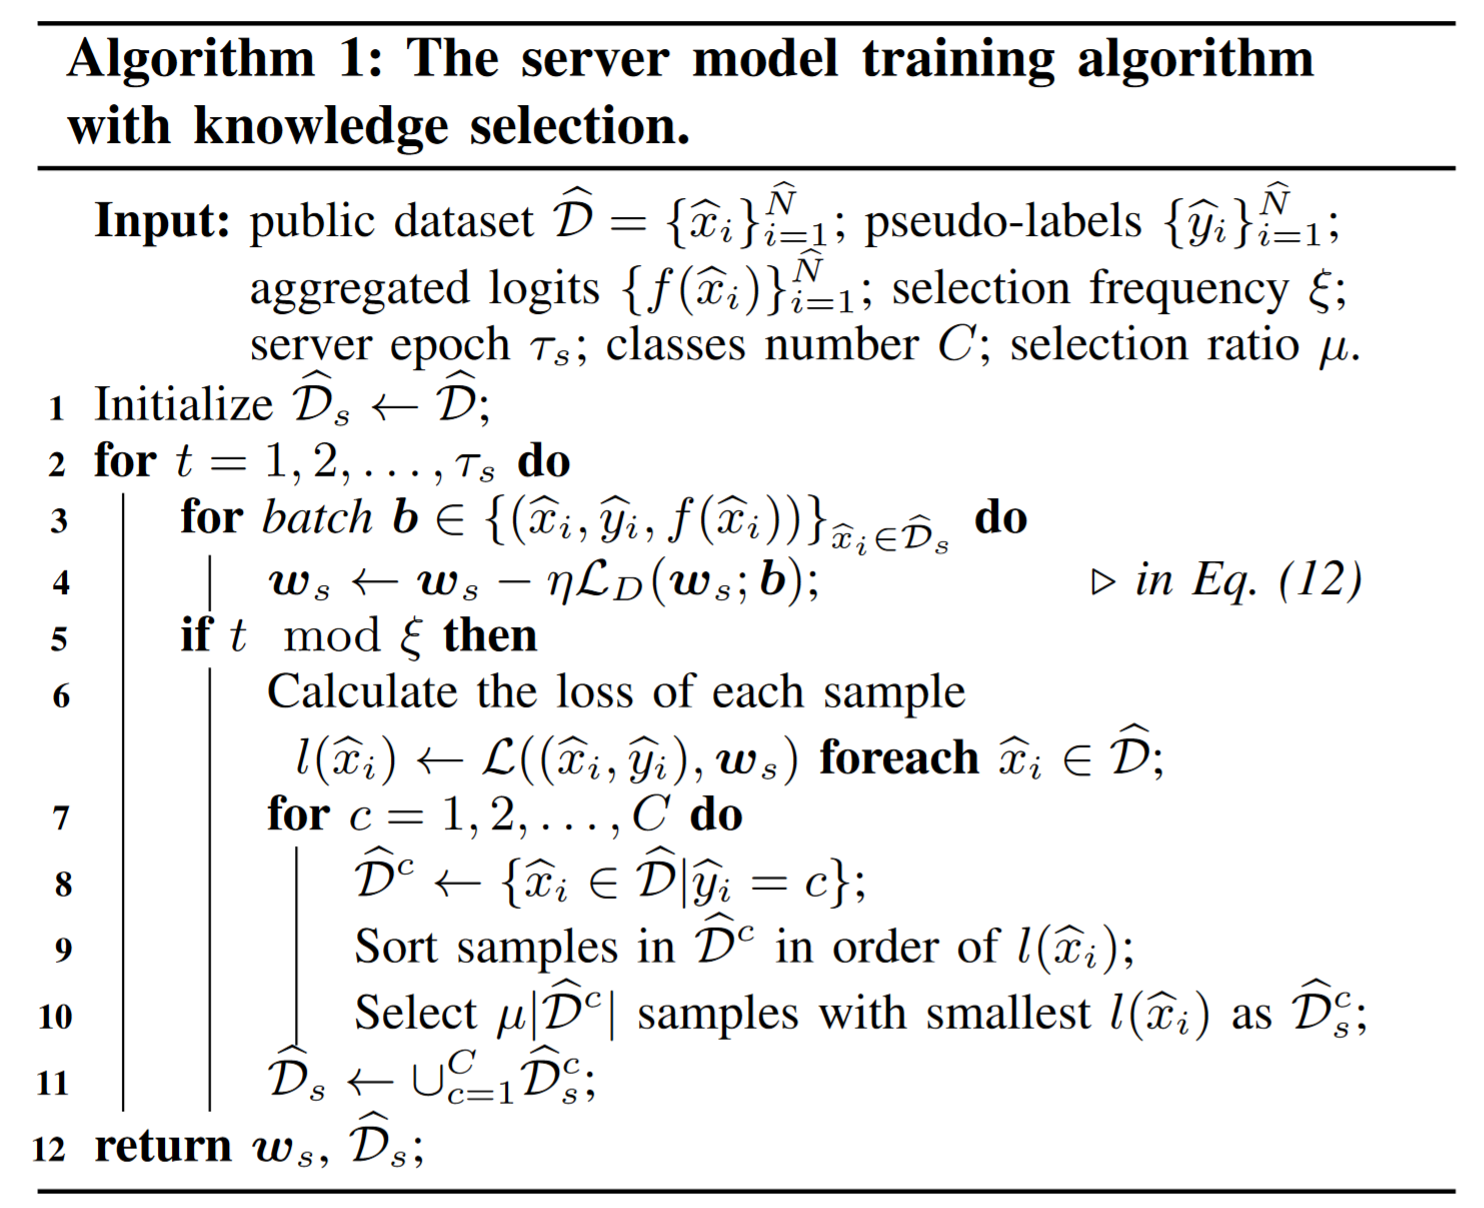 Algorithm 1: The server model training algorithm
with knowledge selection.
Input: public dataset $\widehat{\mathcal{D}} = \{\widehat{x}_i\}_{i=1}^{\widehat{N}}$; pseudo-labels $\{\widehat{y}_i\}_{i=1}^{\widehat{N}}$;
aggregated logits $\{f(\widehat{x}_i)\}_{i=1}^{\widehat{N}}$; selection frequency $\xi$;
server epoch $\tau_s$; classes number $C$; selection ratio $\mu$.
1 Initialize $\widehat{\mathcal{D}}_s \leftarrow \widehat{\mathcal{D}}$;
2 for $t = 1, 2, \ldots, \tau_s$ do
3 for batch $\boldsymbol{b} \in \{(\widehat{x}_i, \widehat{y}_i, f(\widehat{x}_i))\}_{\widehat{x}_i \in \widehat{\mathcal{D}}_s}$ do
4 $\boldsymbol{w}_s \leftarrow \boldsymbol{w}_s - \eta \mathcal{L}_D(\boldsymbol{w}_s; \boldsymbol{b})$; ▷ in Eq. (12)
5 if $t \mod \xi$ then
6 Calculate the loss of each sample
$l(\widehat{x}_i) \leftarrow \mathcal{L}((\widehat{x}_i, \widehat{y}_i), \boldsymbol{w}_s)$ foreach $\widehat{x}_i \in \widehat{\mathcal{D}}$;
7 for $c = 1, 2, \ldots, C$ do
8 $\widehat{\mathcal{D}}^c \leftarrow \{\widehat{x}_i \in \widehat{\mathcal{D}} | \widehat{y}_i = c\}$;
9 Sort samples in $\widehat{\mathcal{D}}^c$ in order of $l(\widehat{x}_i)$;
10 Select $\mu|\widehat{\mathcal{D}}^c|$ samples with smallest $l(\widehat{x}_i)$ as $\widehat{\mathcal{D}}_s^c$;
11 $\widehat{\mathcal{D}}_s \leftarrow \cup_{c=1}^{C} \widehat{\mathcal{D}}_s^c$;
12 return $\boldsymbol{w}_s$, $\widehat{\mathcal{D}}_s$;